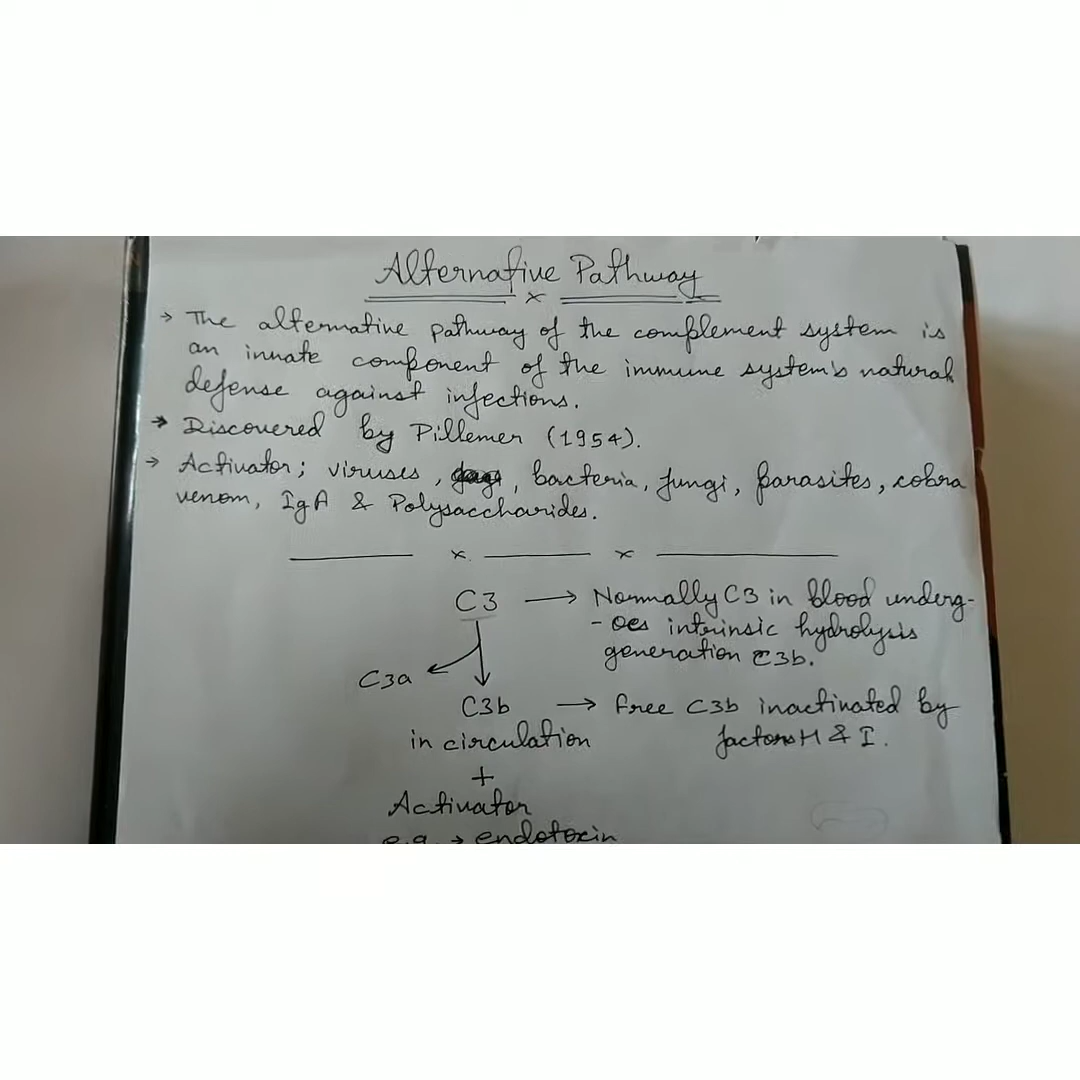 Alternative Pathway
→ The alternative pathway of the complement system is
an innate component of the immune system's natural
defense against infections.
→ Discovered by Pillemer (1954).
→ Activator; viruses, , bacteria, fungi, parasites, cobra
venom, IgA & Polysaccharides.
x x
C3 → Normally C3 in blood underg-
-oes intrinsic hydrolysis
generation C3b.
C3a
C3b → free C3b inactivated by
in circulation factors H & I.
+
Activator
e.g. → endotoxin